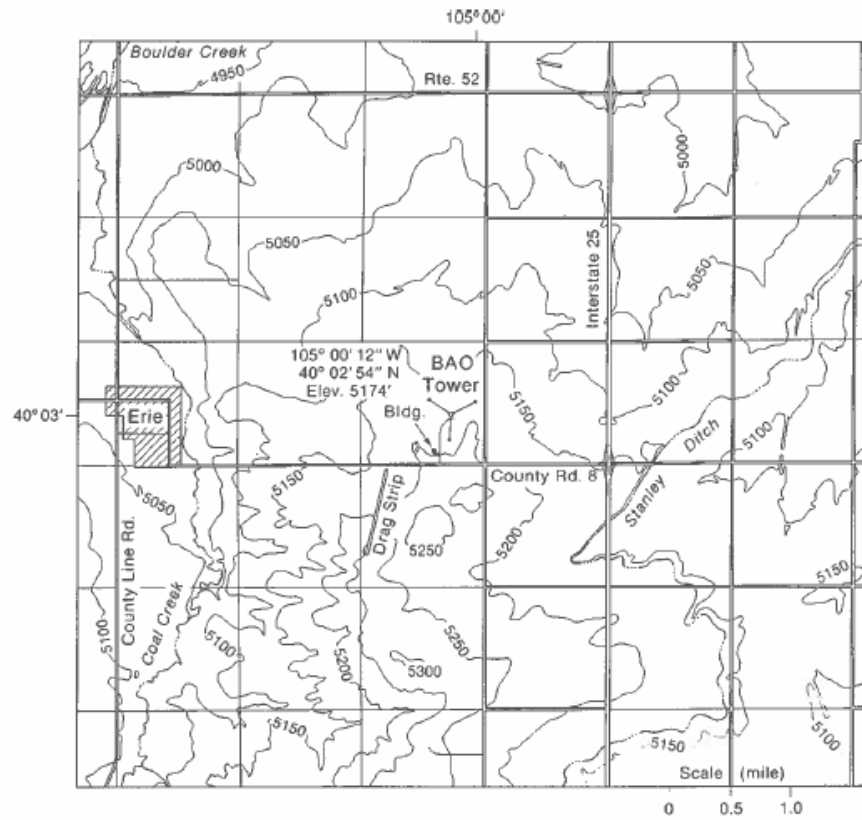 105° 00'
Boulder Creek
4950
Rte. 52
5000
5000
5050
Interstate 25
5050
5100
105° 00' 12" W
40° 02' 54" N
Elev. 5174'
BAO
Tower
Bldg.
5150
5100
40° 03'
Erie
Ditch
5100
County Rd. 8
Stanley
5150
5050
Drag Strip
5250
5200
County Line Rd.
Coal Creek
5150
5100
5100
5200
5250
5300
5150
5150
5100
Scale (mile)
0 0.5 1.0